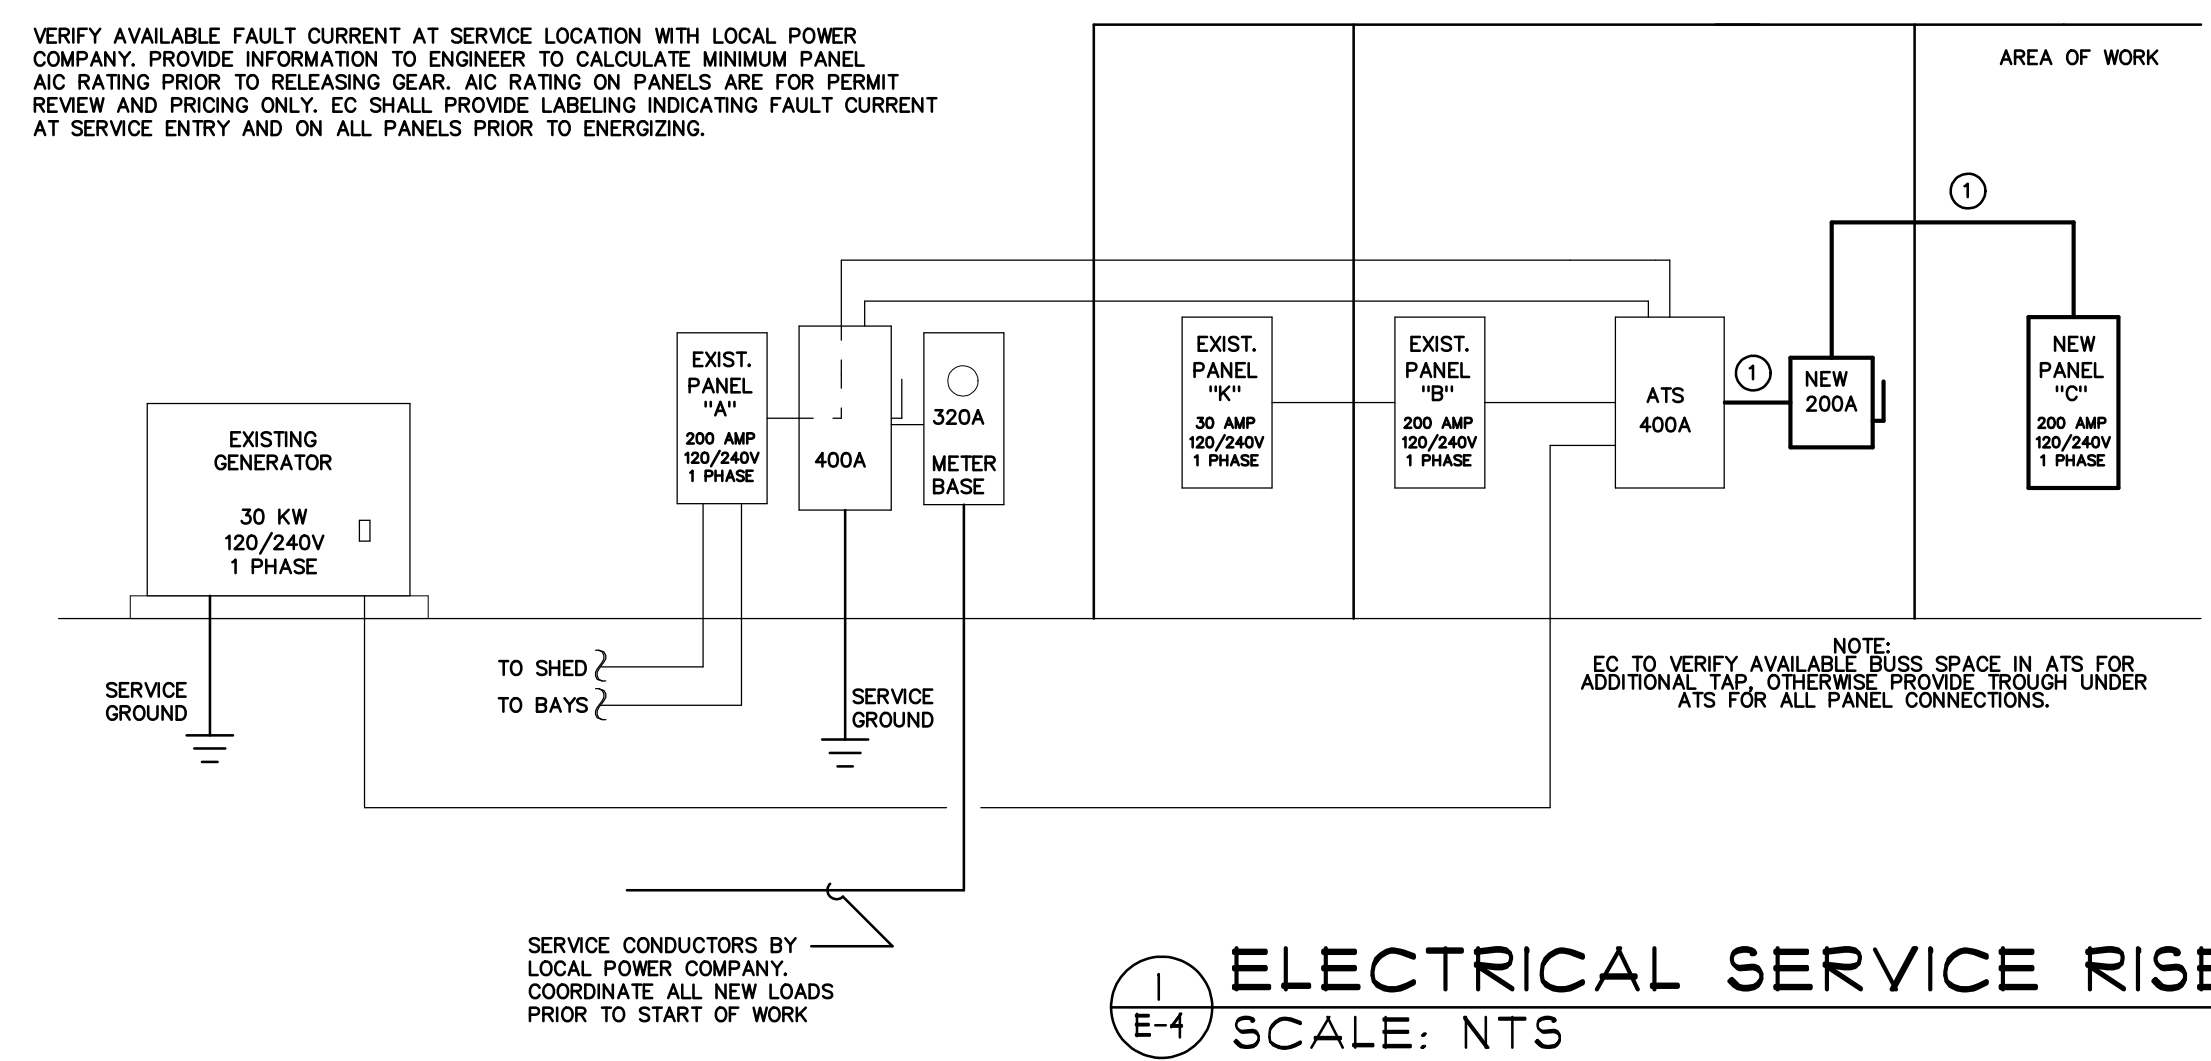 VERIFY AVAILABLE FAULT CURRENT AT SERVICE LOCATION WITH LOCAL POWER
COMPANY. PROVIDE INFORMATION TO ENGINEER TO CALCULATE MINIMUM PANEL
AIC RATING PRIOR TO RELEASING GEAR. AIC RATING ON PANELS ARE FOR PERMIT
REVIEW AND PRICING ONLY. EC SHALL PROVIDE LABELING INDICATING FAULT CURRENT
AT SERVICE ENTRY AND ON ALL PANELS PRIOR TO ENERGIZING.
AREA OF WORK
1
EXISTING
GENERATOR
30 KW
120/240V
1 PHASE
EXIST.
PANEL
"A"
200 AMP
120/240V
1 PHASE
400A
320A
METER
BASE
EXIST.
PANEL
"K"
30 AMP
120/240V
1 PHASE
EXIST.
PANEL
"B"
200 AMP
120/240V
1 PHASE
ATS
400A
1
NEW
200A
NEW
PANEL
"C"
200 AMP
120/240V
1 PHASE
SERVICE
GROUND
TO SHED
TO BAYS
SERVICE
GROUND
NOTE:
EC TO VERIFY AVAILABLE BUSS SPACE IN ATS FOR
ADDITIONAL TAP, OTHERWISE PROVIDE TROUGH UNDER
ATS FOR ALL PANEL CONNECTIONS.
SERVICE CONDUCTORS BY
LOCAL POWER COMPANY.
COORDINATE ALL NEW LOADS
PRIOR TO START OF WORK
1
E-4
ELECTRICAL SERVICE RISE
SCALE: NTS